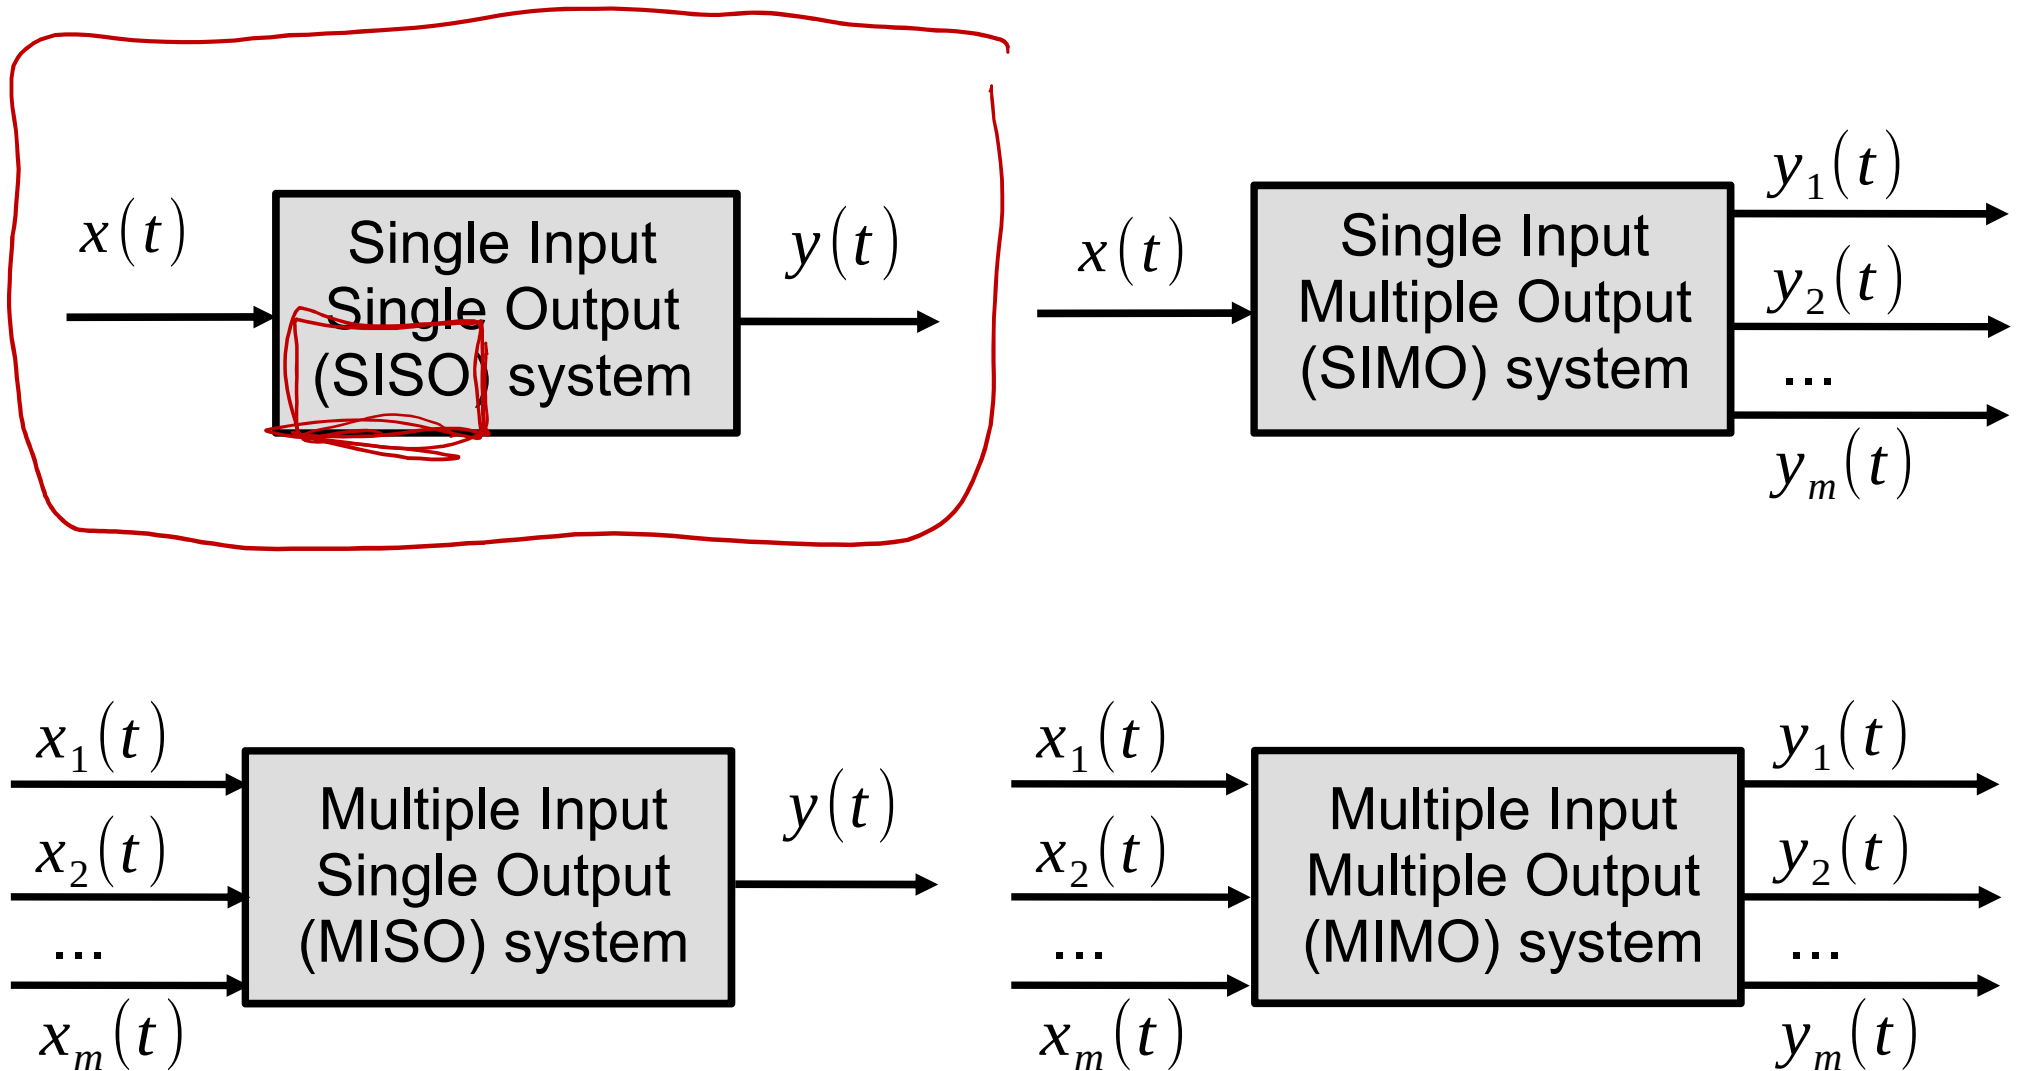 x(t)
Single Input
Single Output
(SISO) system
y(t)
x(t)
Single Input
Multiple Output
(SIMO) system
y₁(t)
y₂(t)
...
yₘ(t)
x₁(t)
x₂(t)
...
xₘ(t)
Multiple Input
Single Output
(MISO) system
y(t)
x₁(t)
x₂(t)
...
xₘ(t)
Multiple Input
Multiple Output
(MIMO) system
y₁(t)
y₂(t)
...
yₘ(t)